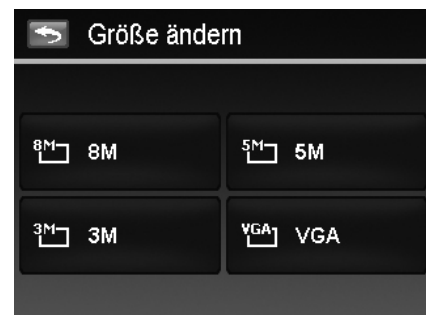 Größe ändern
8M 8M
5M 5M
3M 3M
VGA VGA